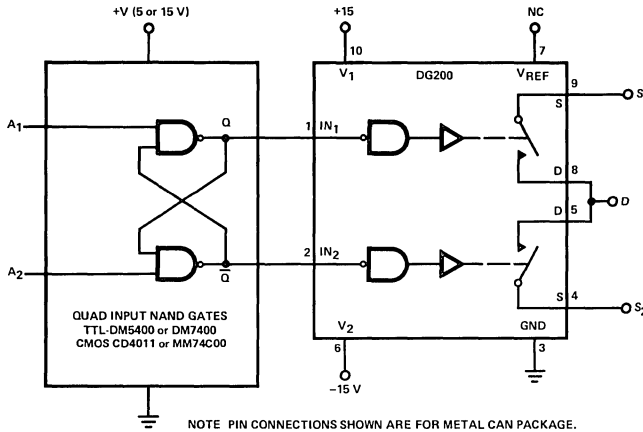 +V (5 or 15 V)
+15
NC
10
7
V1
DG200
VREF
9
S
S
A1
Q
1
IN1
D
8
D
D
5
A2
Q̅
2
IN2
S
4
S2
QUAD INPUT NAND GATES
TTL-DM5400 or DM7400
CMOS CD4011 or MM74C00
V2
GND
6
3
−15 V
NOTE PIN CONNECTIONS SHOWN ARE FOR METAL CAN PACKAGE.